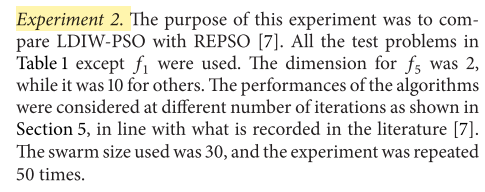 Experiment 2. The purpose of this experiment was to com-
pare LDIW-PSO with REPSO [7]. All the test problems in
Table 1 except f1 were used. The dimension for f5 was 2,
while it was 10 for others. The performances of the algorithms
were considered at different number of iterations as shown in
Section 5, in line with what is recorded in the literature [7].
The swarm size used was 30, and the experiment was repeated
50 times.